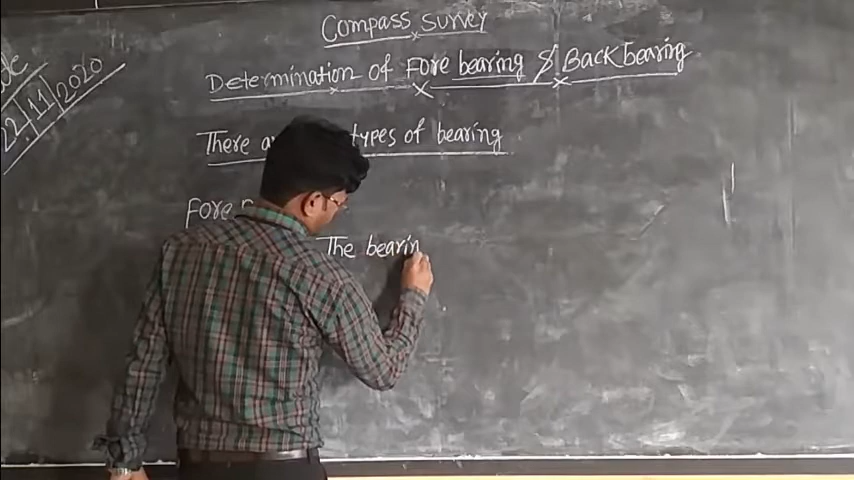 Compass survey
Determination of Fore bearing & Back bearing
22/11/2020
There types of bearing
Fore
The bearin